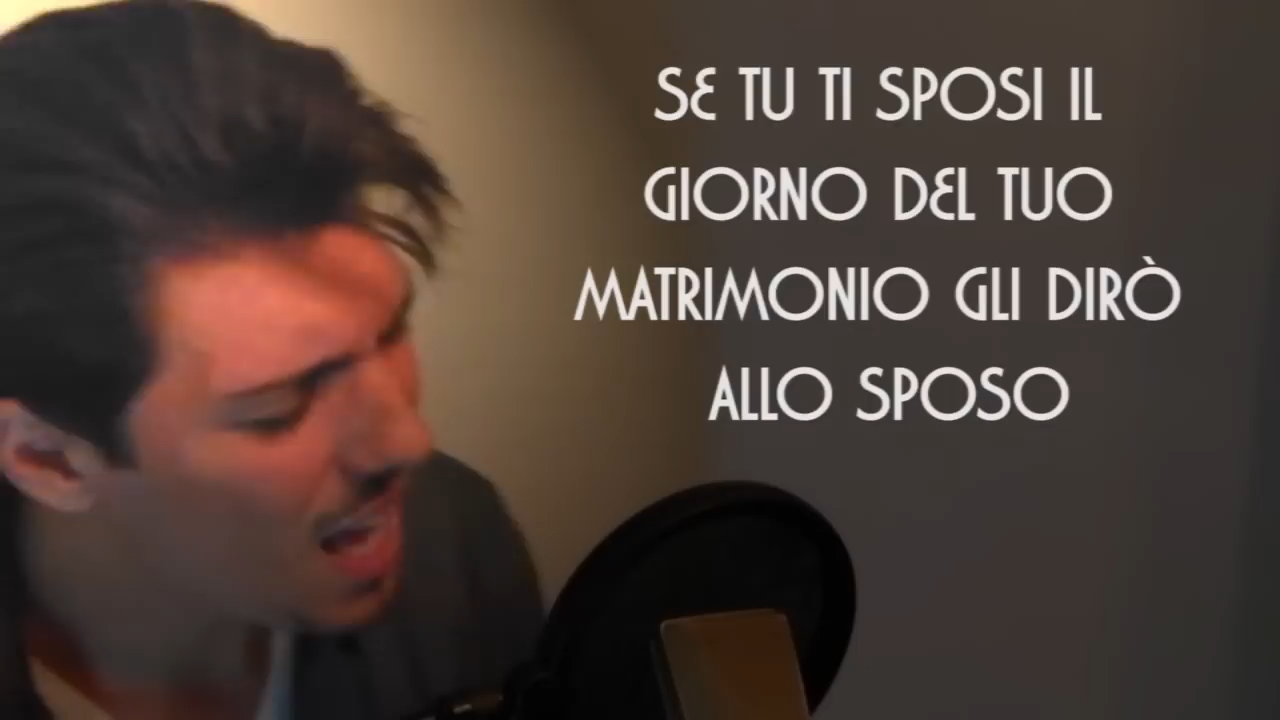 SE TU TI SPOSI IL
GIORNO DEL TUO
MATRIMONIO GLI DIRÒ
ALLO SPOSO